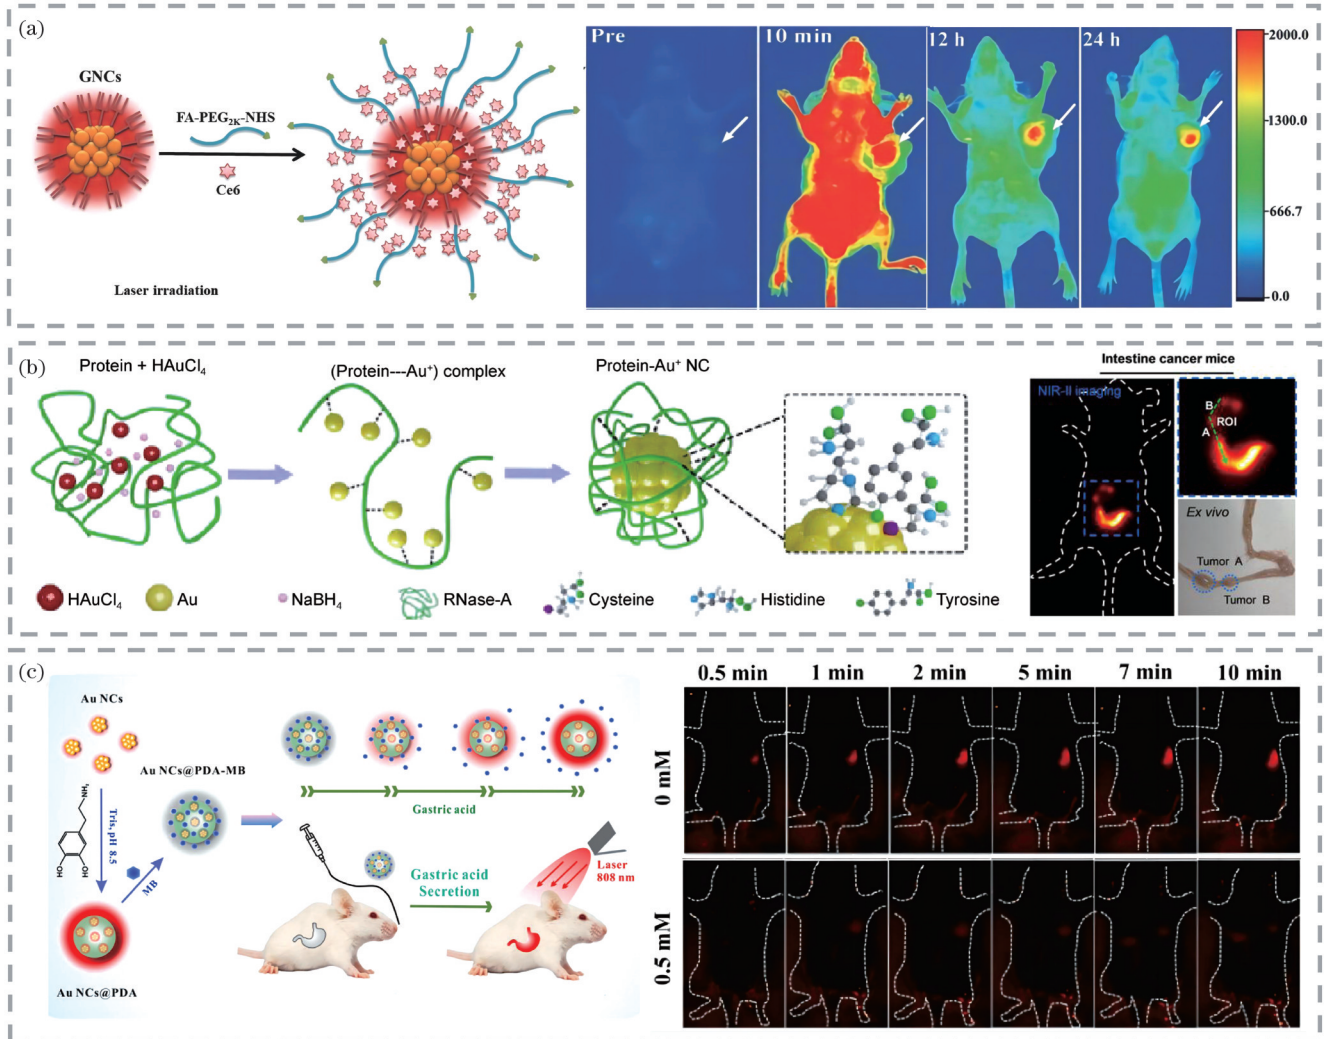 (a)
GNCs
FA-PEG2K-NHS
Ce6
Laser irradiation
Pre
10 min
12 h
24 h
2000.0
1300.0
666.7
0.0
(b)
Protein + HAuCl4
(Protein---Au+) complex
Protein-Au+ NC
HAuCl4
Au
NaBH4
RNase-A
Cysteine
Histidine
Tyrosine
Intestine cancer mice
NIR-II imaging
B
ROI
A
Ex vivo
Tumor A
Tumor B
(c)
Au NCs
Au NCs@PDA-MB
HN
OH
OH
Tris, pH 8.5
MB
Au NCs@PDA
Gastric acid
Gastric acid
Secretion
Laser
808 nm
0.5 min
1 min
2 min
5 min
7 min
10 min
0 mM
0.5 mM